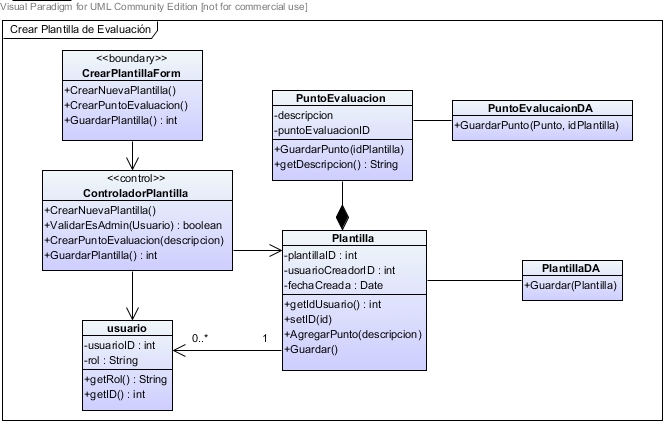 Visual Paradigm for UML Community Edition [not for commercial use]
Crear Plantilla de Evaluación
<<boundary>>
CrearPlantillaForm
+CrearNuevaPlantilla()
+CrearPuntoEvaluacion()
+GuardarPlantilla() : int
PuntoEvaluacion
-descripcion
-puntoEvaluacionID
+GuardarPunto(idPlantilla)
+getDescripcion() : String
PuntoEvalucaionDA
+GuardarPunto(Punto, idPlantilla)
<<control>>
ControladorPlantilla
+CrearNuevaPlantilla()
+ValidarEsAdmin(Usuario) : boolean
+CrearPuntoEvaluacion(descripcion)
+GuardarPlantilla() : int
Plantilla
-plantillaID : int
-usuarioCreadorID : int
-fechaCreada : Date
+getIdUsuario() : int
+setID(id)
+AgregarPunto(descripcion)
+Guardar()
PlantillaDA
+Guardar(Plantilla)
usuario
-usuarioID : int
-rol : String
+getRol() : String
+getID() : int
0..*
1